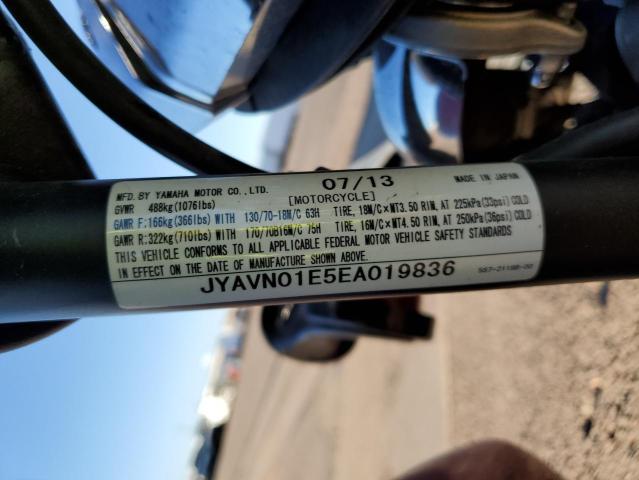 MFD. BY YAMAHA MOTOR CO., LTD. 07/13 MADE IN JAPAN
GVWR 488kg(1076lbs) [MOTORCYCLE]
GAWR F:166kg(366lbs) WITH 130/70-18M/C 63H TIRE, 18M/C×MT3.50 RIM, AT 225kPa(33psi) COLD
GAWR R:322kg(710lbs) WITH 170/70B16M/C 75H TIRE, 16M/C×MT4.50 RIM, AT 250kPa(36psi) COLD
THIS VEHICLE CONFORMS TO ALL APPLICABLE FEDERAL MOTOR VEHICLE SAFETY STANDARDS
IN EFFECT ON THE DATE OF MANUFACTURE SHOWN ABOVE.
JYAVN01E5EA019836